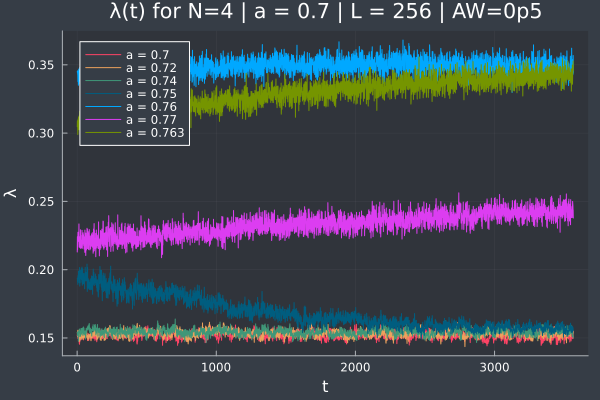 λ(t) for N=4 | a = 0.7 | L = 256 | AW=0p5
a = 0.7
a = 0.72
a = 0.74
a = 0.75
a = 0.76
a = 0.77
a = 0.763
0.35
0.30
0.25
0.20
0.15
λ
0
1000
2000
3000
t